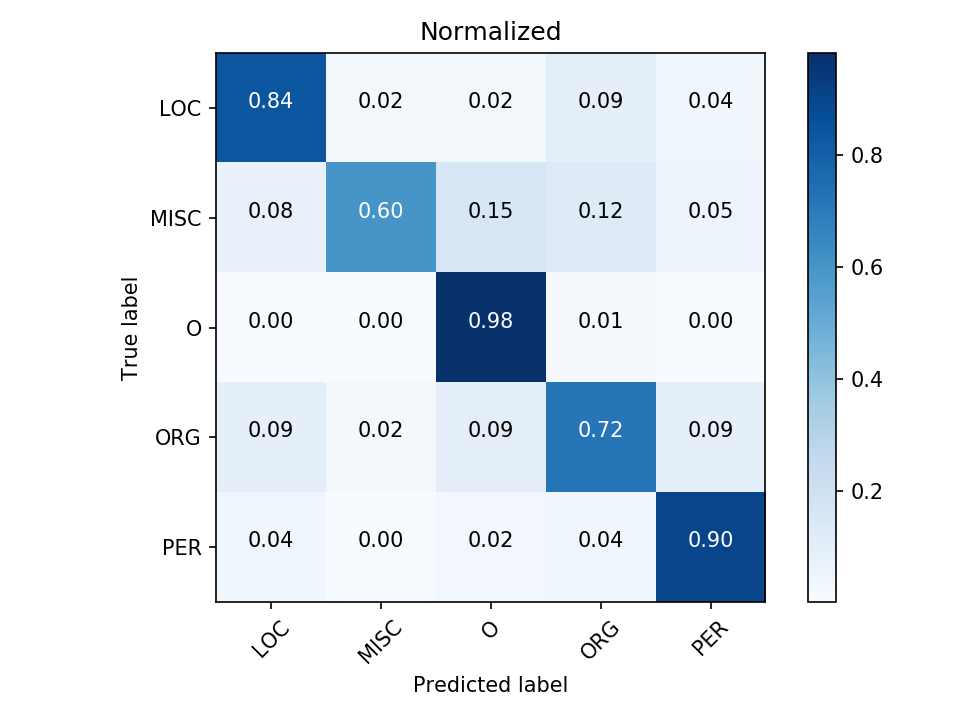 Normalized
LOC 0.84 0.02 0.02 0.09 0.04
MISC 0.08 0.60 0.15 0.12 0.05
O 0.00 0.00 0.98 0.01 0.00
ORG 0.09 0.02 0.09 0.72 0.09
PER 0.04 0.00 0.02 0.04 0.90
LOC MISC O ORG PER
Predicted label
True label
0.8
0.6
0.4
0.2